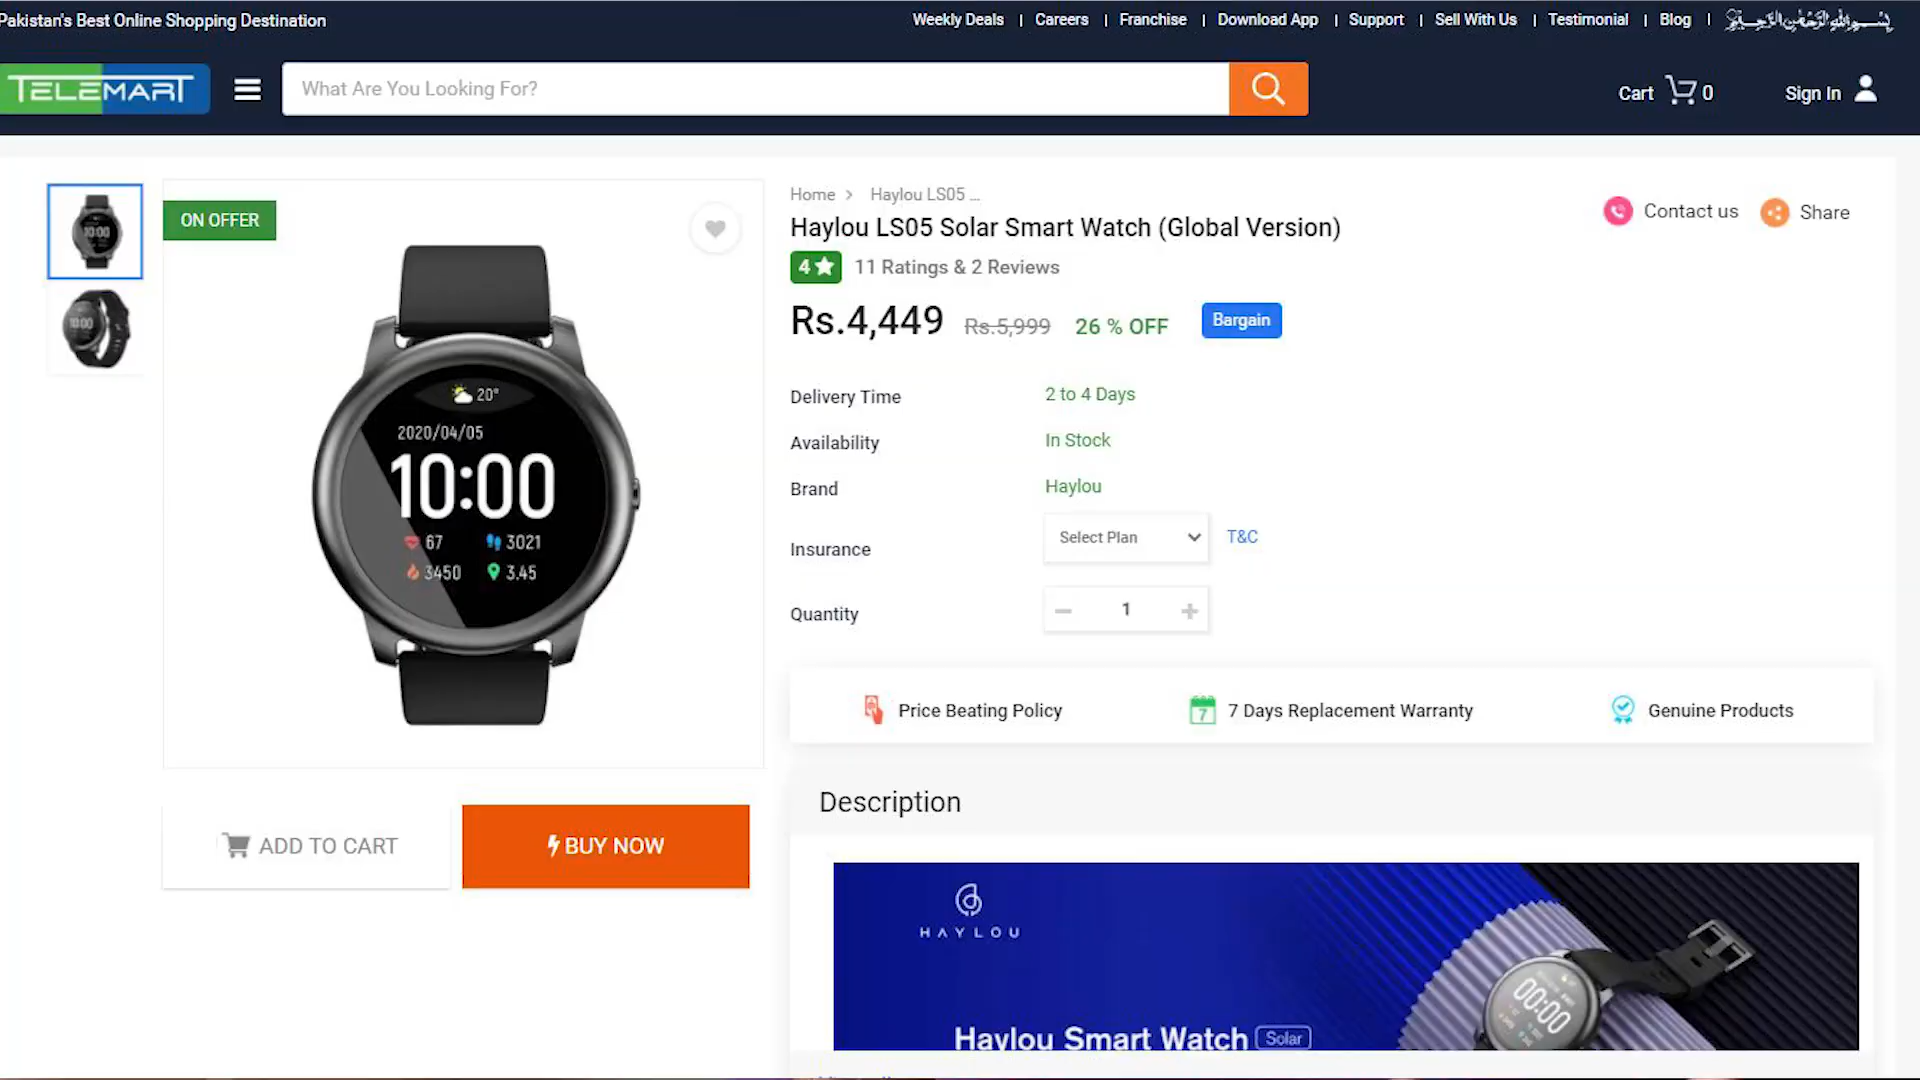 Pakistan's Best Online Shopping Destination
Weekly Deals | Careers | Franchise | Download App | Support | Sell With Us | Testimonial | Blog |
بسم الله الرحمن الرحيم
TELEMART
What Are You Looking For?
Cart 0
Sign In
ON OFFER
20°
2020/04/05
10:00
67 3021
3450 3.45
ADD TO CART
BUY NOW
Home > Haylou LS05 ...
Contact us
Share
Haylou LS05 Solar Smart Watch (Global Version)
4 11 Ratings & 2 Reviews
Rs.4,449 Rs.5,999 26 % OFF Bargain
Delivery Time 2 to 4 Days
Availability In Stock
Brand Haylou
Insurance Select Plan T&C
Quantity 1
Price Beating Policy
7 7 Days Replacement Warranty
Genuine Products
Description
HAYLOU
Haylou Smart Watch Solar
00:00